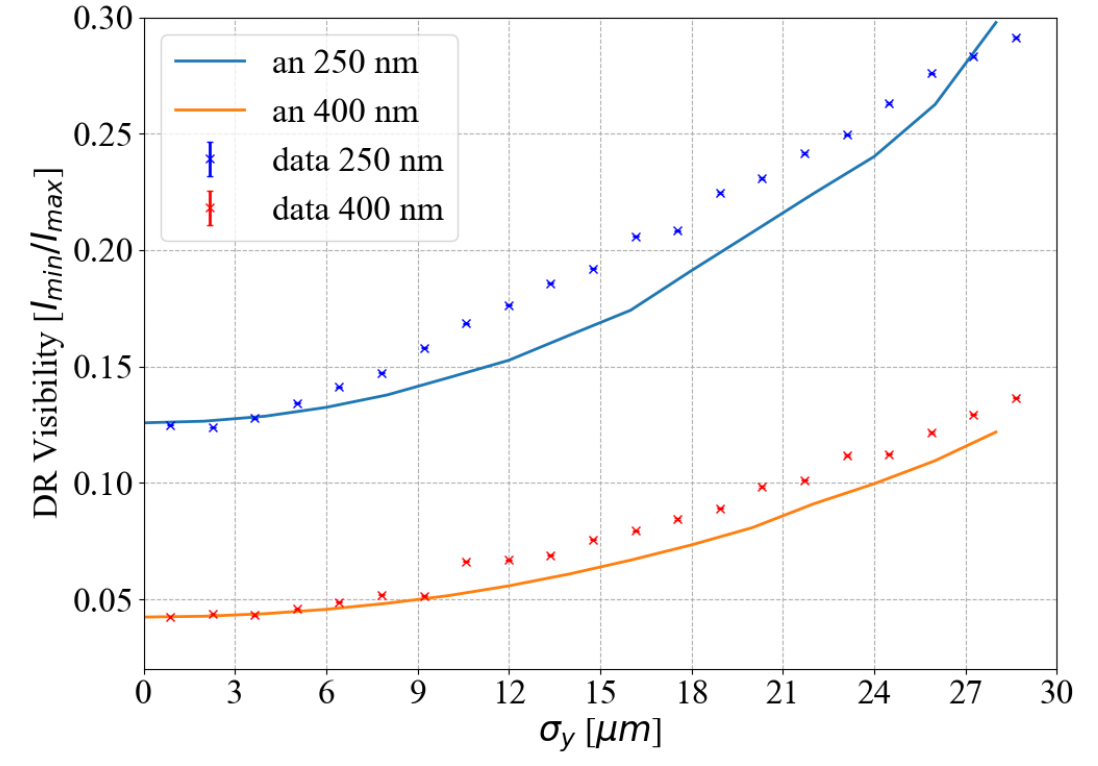 0.30
0.25
0.20
0.15
0.10
0.05
DR Visibility [I_min/I_max]
an 250 nm
an 400 nm
data 250 nm
data 400 nm
0 3 6 9 12 15 18 21 24 27 30
σ_y [μm]